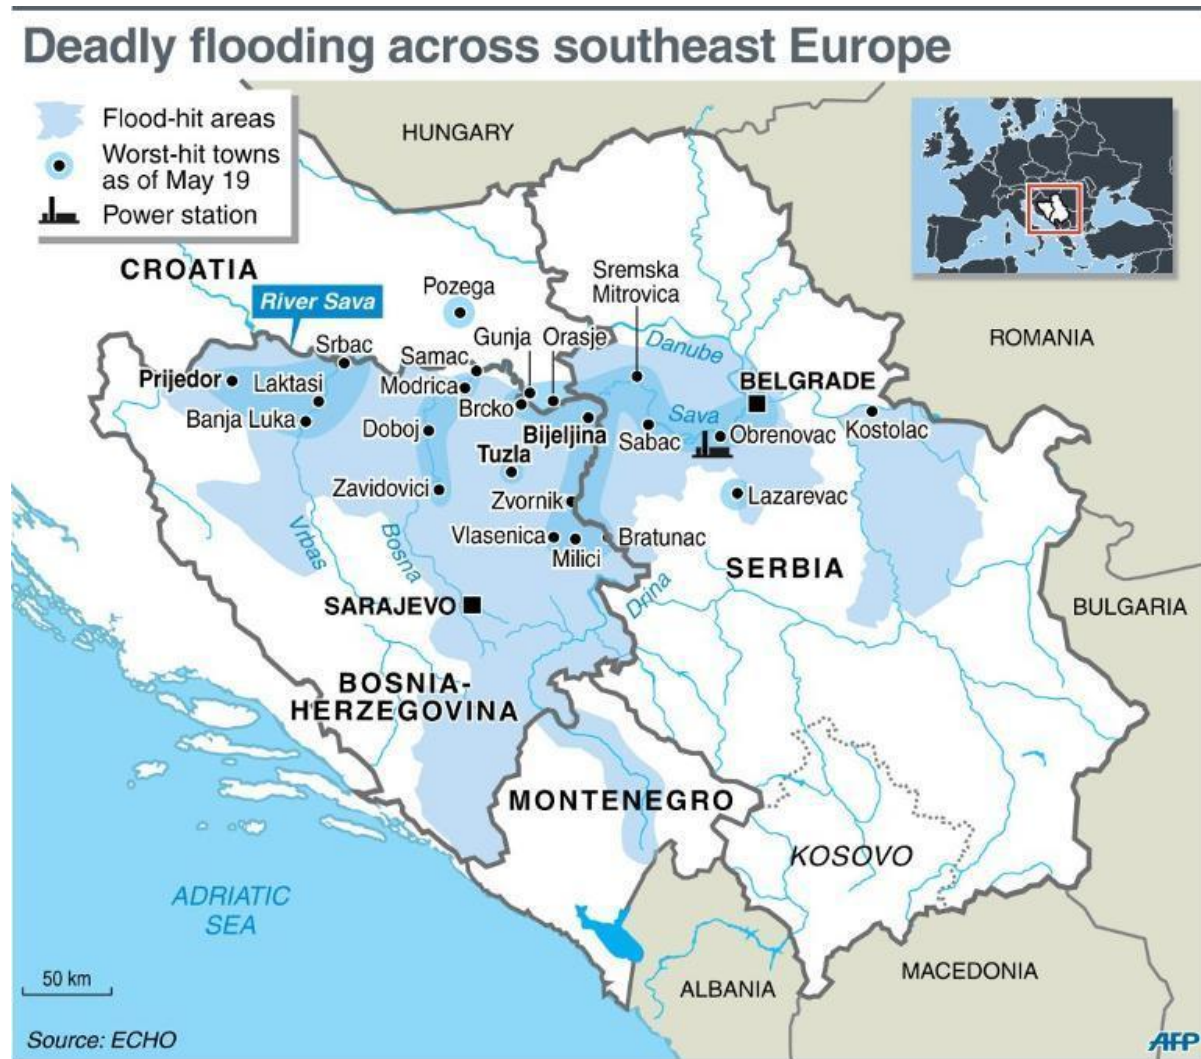 Deadly flooding across southeast Europe
Flood-hit areas
Worst-hit towns
as of May 19
Power station
HUNGARY
CROATIA
River Sava
Pozega
Sremska
Mitrovica
ROMANIA
Srbac
Samac
Gunja
Orasje
Danube
Prijedor
Laktasi
Modrica
BELGRADE
Banja Luka
Brcko
Doboj
Bijeljina
Sava
Sabac
Obrenovac
Kostolac
Tuzla
Zavidovici
Zvornik
Lazarevac
Vrbas
Bosna
Vlasenica
Milici
Bratunac
SERBIA
SARAJEVO
Drina
BULGARIA
BOSNIA-
HERZEGOVINA
MONTENEGRO
KOSOVO
ADRIATIC
SEA
50 km
ALBANIA
MACEDONIA
Source: ECHO
AFP